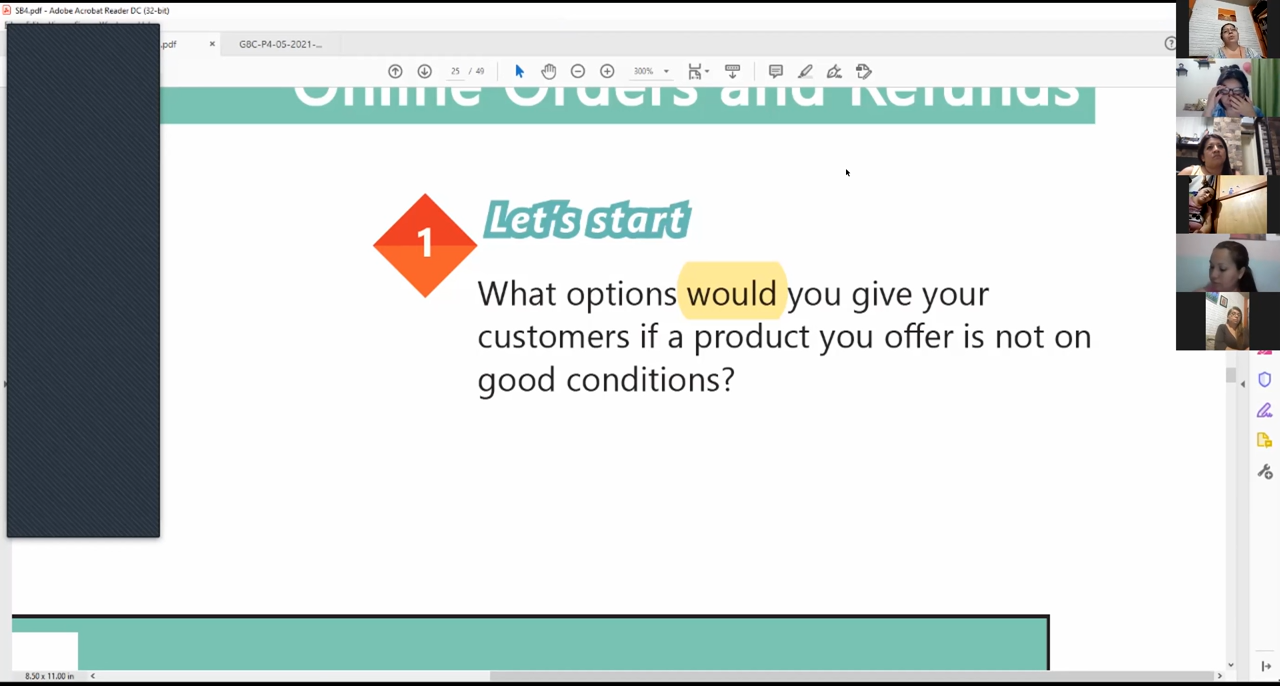 SB4.pdf - Adobe Acrobat Reader DC (32-bit)
.pdf
G8C-P4-05-2021-...
25 / 49
300%
Online Orders and Refunds
1
Let's start
What options would you give your
customers if a product you offer is not on
good conditions?
8.50 x 11.00 in